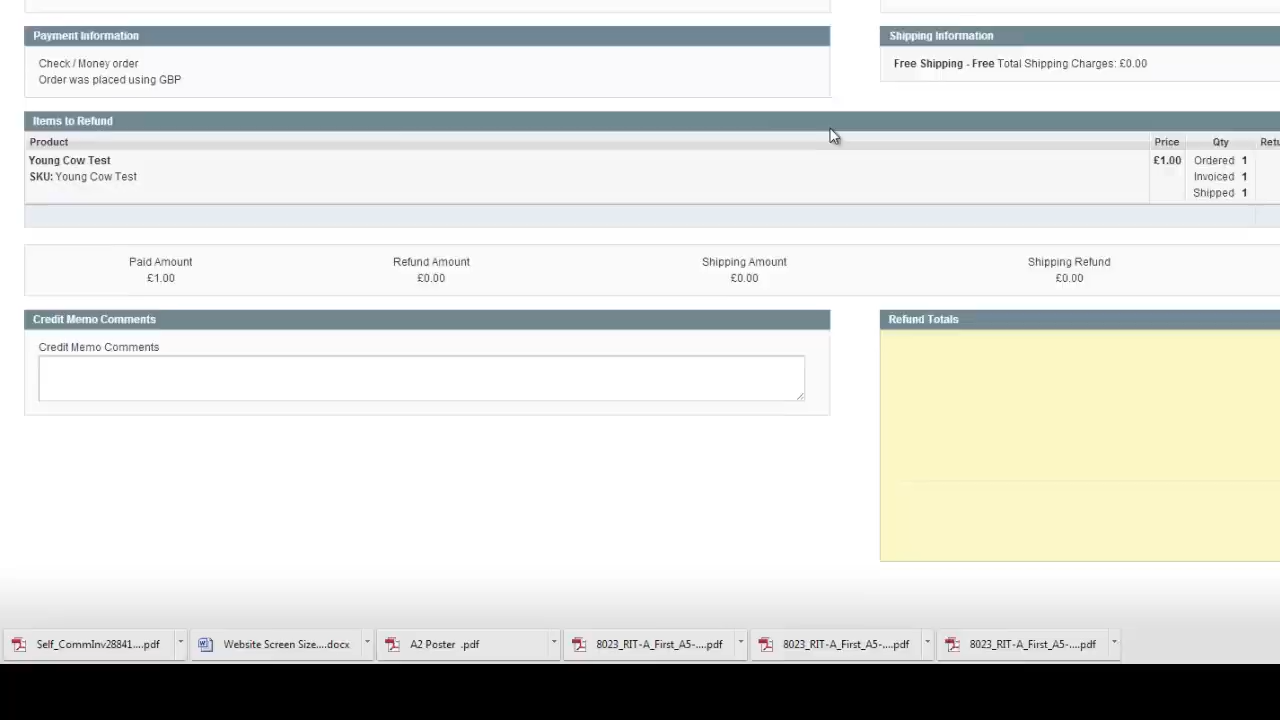 Payment Information
Shipping Information
Check / Money order
Order was placed using GBP
Free Shipping - Free Total Shipping Charges: £0.00
Items to Refund
Product Price Qty Retu
Young Cow Test £1.00 Ordered 1
SKU: Young Cow Test Invoiced 1
Shipped 1
Paid Amount Refund Amount Shipping Amount Shipping Refund
£1.00 £0.00 £0.00 £0.00
Credit Memo Comments
Refund Totals
Credit Memo Comments
Self_CommInv28841....pdf Website Screen Size....docx A2 Poster .pdf 8023_RIT-A_First_A5-....pdf 8023_RIT-A_First_A5-....pdf 8023_RIT-A_First_A5-....pdf